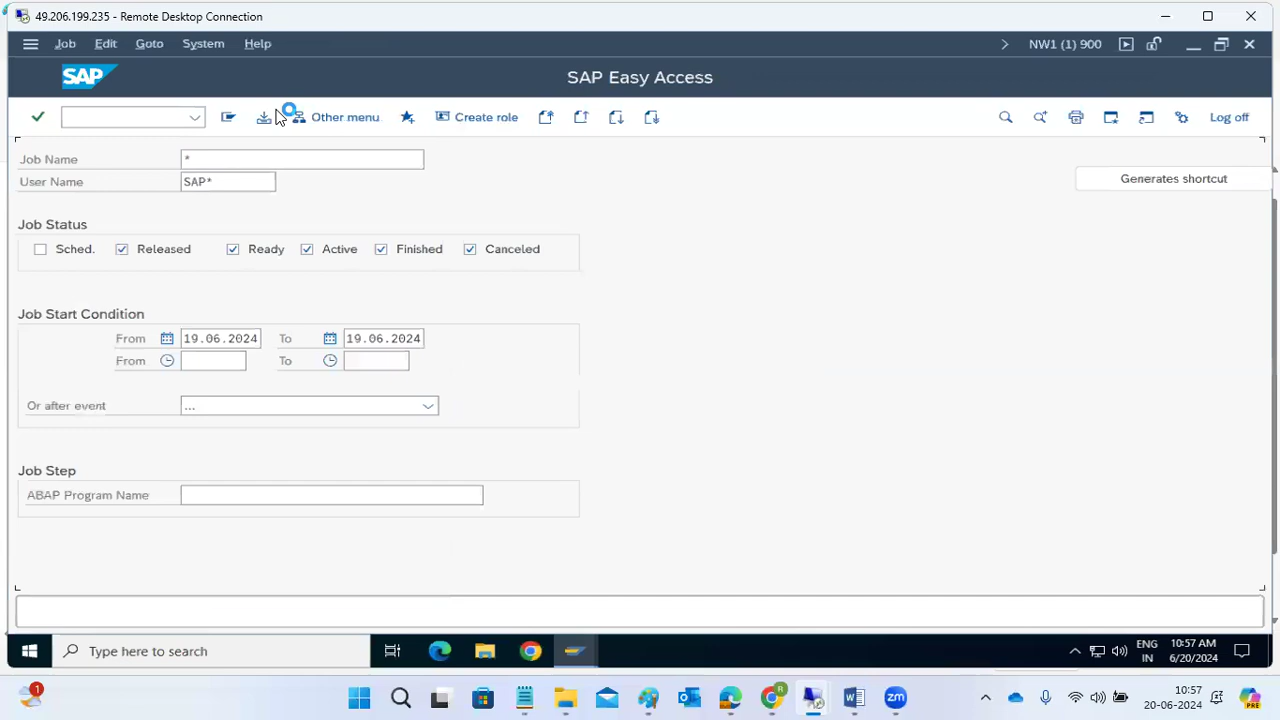 49.206.199.235 - Remote Desktop Connection
Job Edit Goto System Help NW1 (1) 900
SAP SAP Easy Access
Other menu Create role Log off
Job Name *
User Name SAP*
Generates shortcut
Job Status
Sched. Released Ready Active Finished Canceled
Job Start Condition
From 19.06.2024 To 19.06.2024
From To
Or after event ...
Job Step
ABAP Program Name
Type here to search
ENG
IN
10:57 AM
6/20/2024
1
R
W
zm
10:57
20-06-2024
PRE